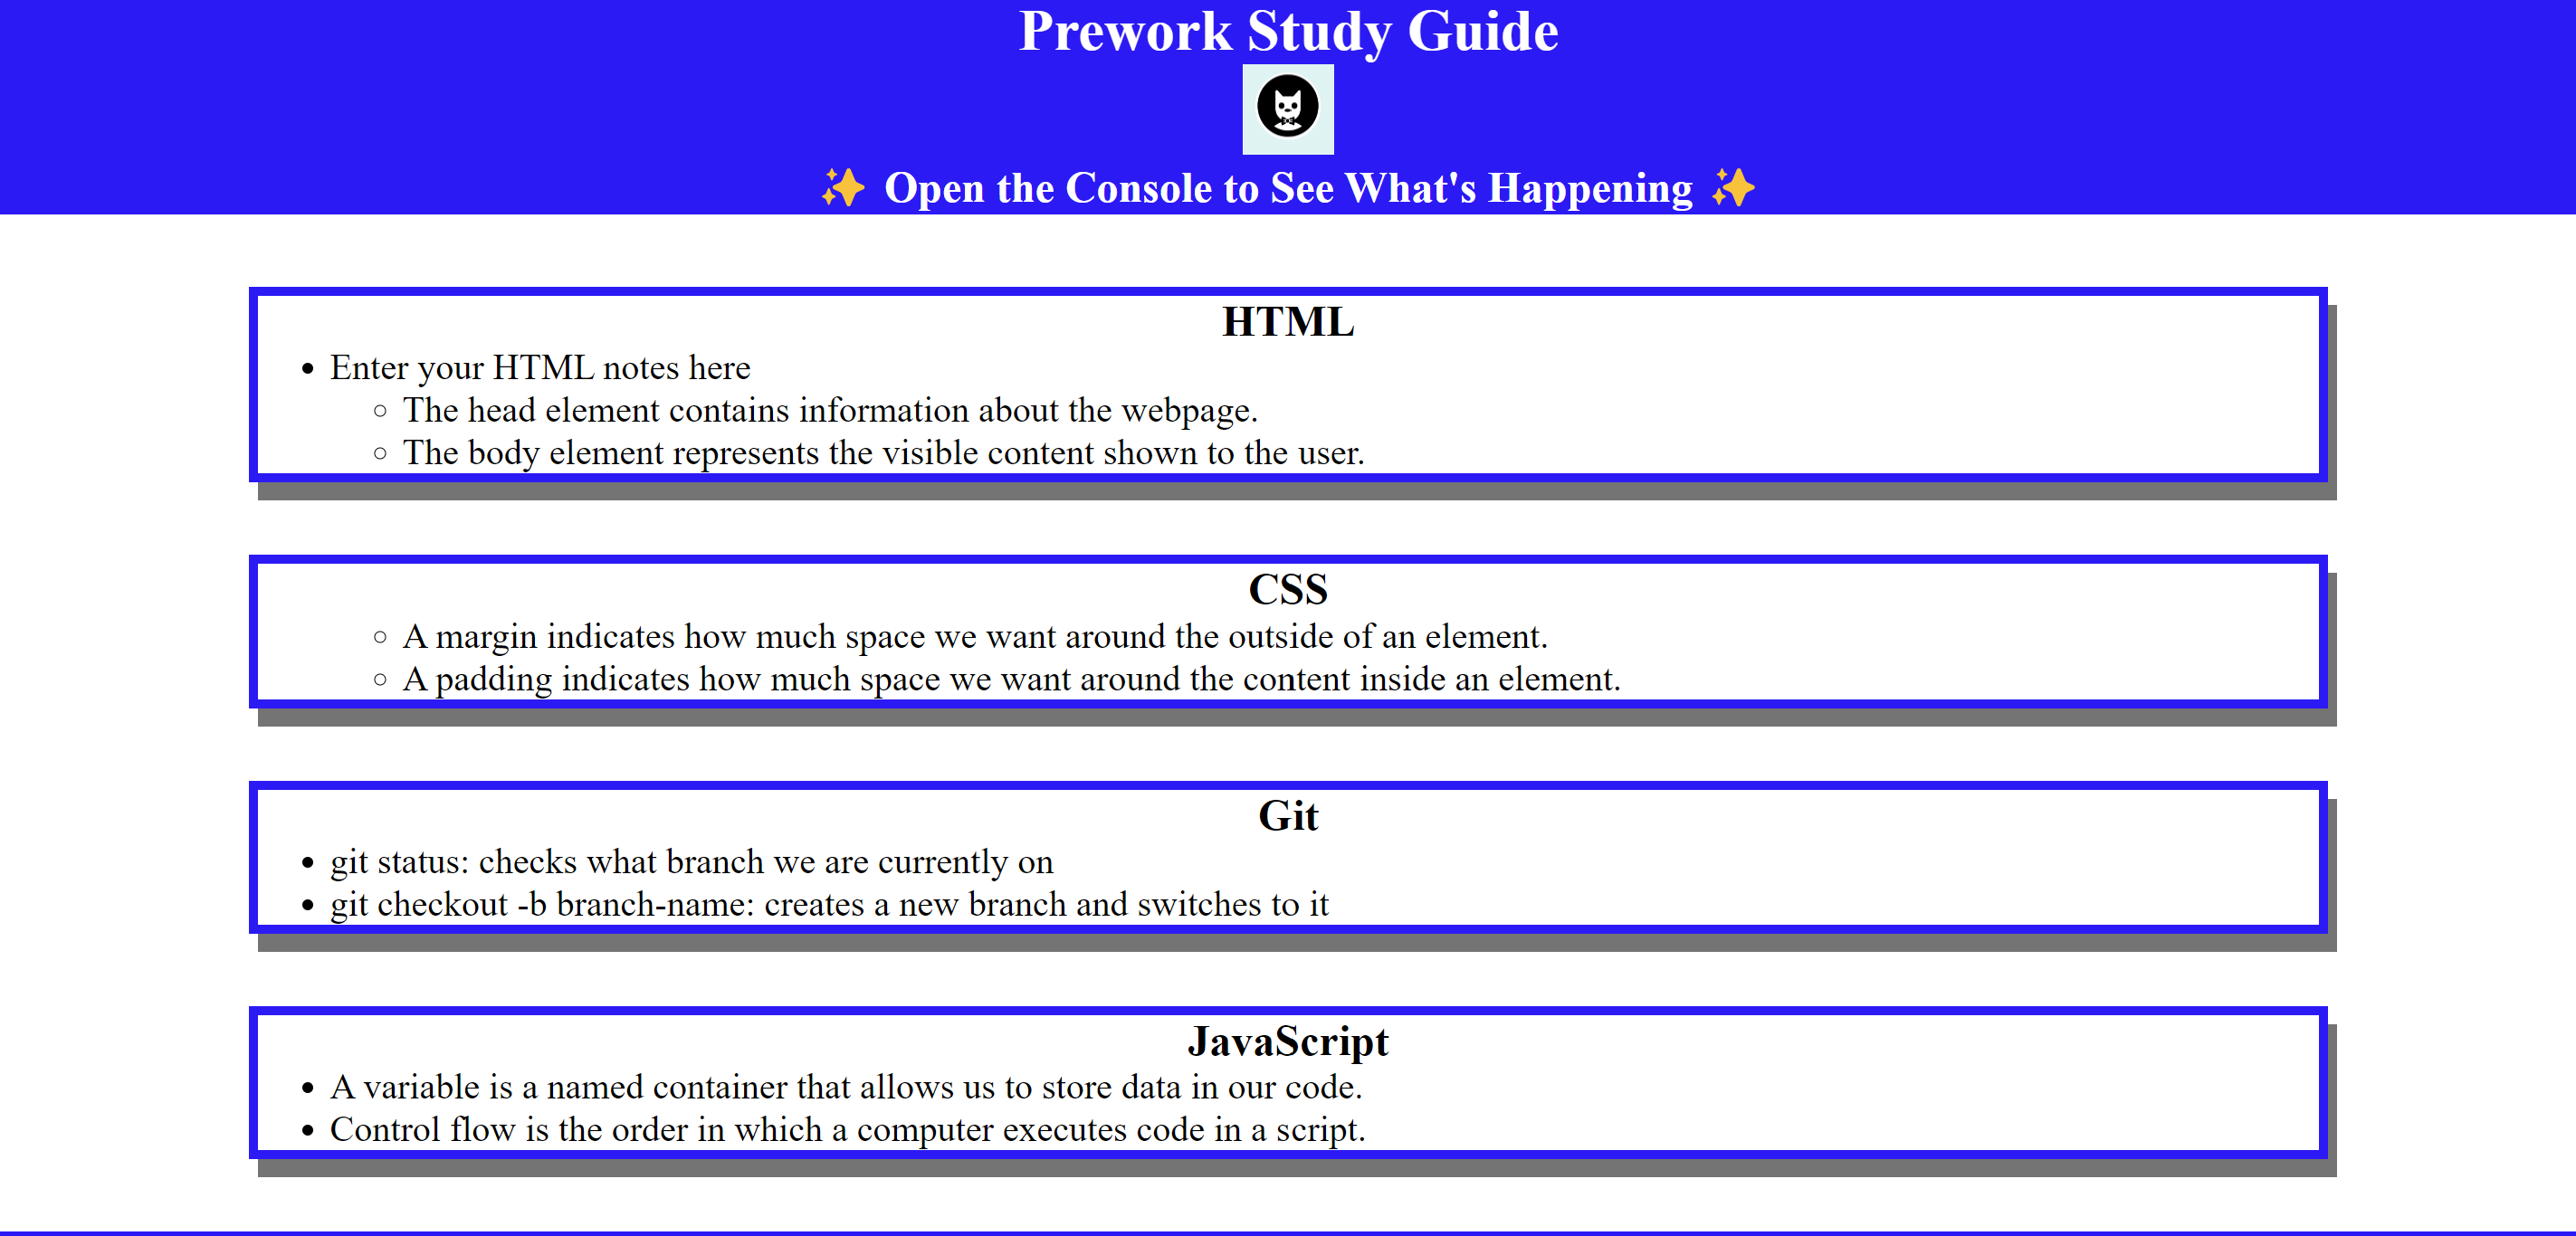 Prework Study Guide
✨ Open the Console to See What's Happening ✨
HTML
• Enter your HTML notes here
◦ The head element contains information about the webpage.
◦ The body element represents the visible content shown to the user.
CSS
◦ A margin indicates how much space we want around the outside of an element.
◦ A padding indicates how much space we want around the content inside an element.
Git
• git status: checks what branch we are currently on
• git checkout -b branch-name: creates a new branch and switches to it
JavaScript
• A variable is a named container that allows us to store data in our code.
• Control flow is the order in which a computer executes code in a script.